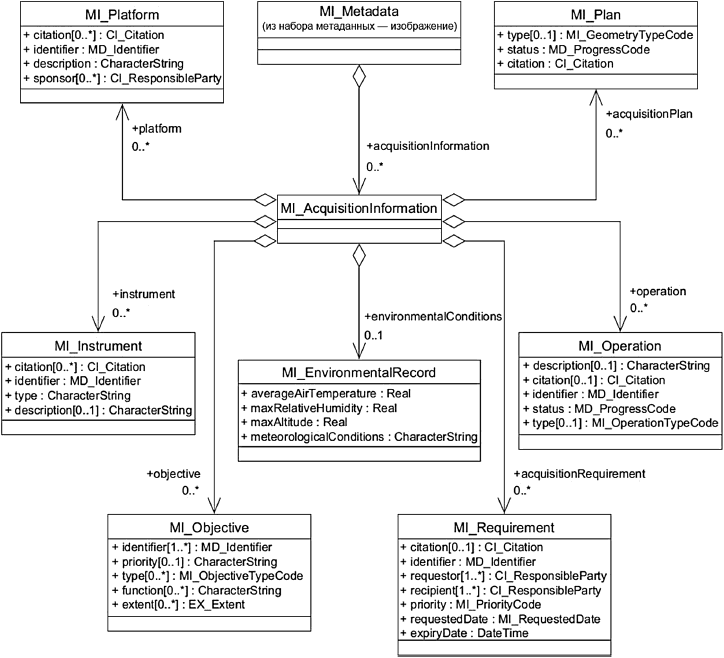 MI_Platform
+ citation[0..*] : CI_Citation
+ identifier : MD_Identifier
+ description : CharacterString
+ sponsor[0..*] : CI_ResponsibleParty
MI_Metadata
(из набора метаданных — изображение)
MI_Plan
+ type[0..1] : MI_GeometryTypeCode
+ status : MD_ProgressCode
+ citation : CI_Citation
+platform
0..*
+acquisitionInformation
0..*
+acquisitionPlan
0..*
MI_AcquisitionInformation
+instrument
0..*
+environmentalConditions
0..1
+operation
0..*
MI_Instrument
+ citation[0..*] : CI_Citation
+ identifier : MD_Identifier
+ type : CharacterString
+ description[0..1] : CharacterString
MI_EnvironmentalRecord
+ averageAirTemperature : Real
+ maxRelativeHumidity : Real
+ maxAltitude : Real
+ meteorologicalConditions : CharacterString
MI_Operation
+ description[0..1] : CharacterString
+ citation[0..1] : CI_Citation
+ identifier : MD_Identifier
+ status : MD_ProgressCode
+ type[0..1] : MI_OperationTypeCode
+objective
0..*
+acquisitionRequirement
0..*
MI_Objective
+ identifier[1..*] : MD_Identifier
+ priority[0..1] : CharacterString
+ type[0..*] : MI_ObjectiveTypeCode
+ function[0..*] : CharacterString
+ extent[0..*] : EX_Extent
MI_Requirement
+ citation[0..1] : CI_Citation
+ identifier : MD_Identifier
+ requestor[1..*] : CI_ResponsibleParty
+ recipient[1..*] : CI_ResponsibleParty
+ priority : MI_PriorityCode
+ requestedDate : MI_RequestedDate
+ expiryDate : DateTime